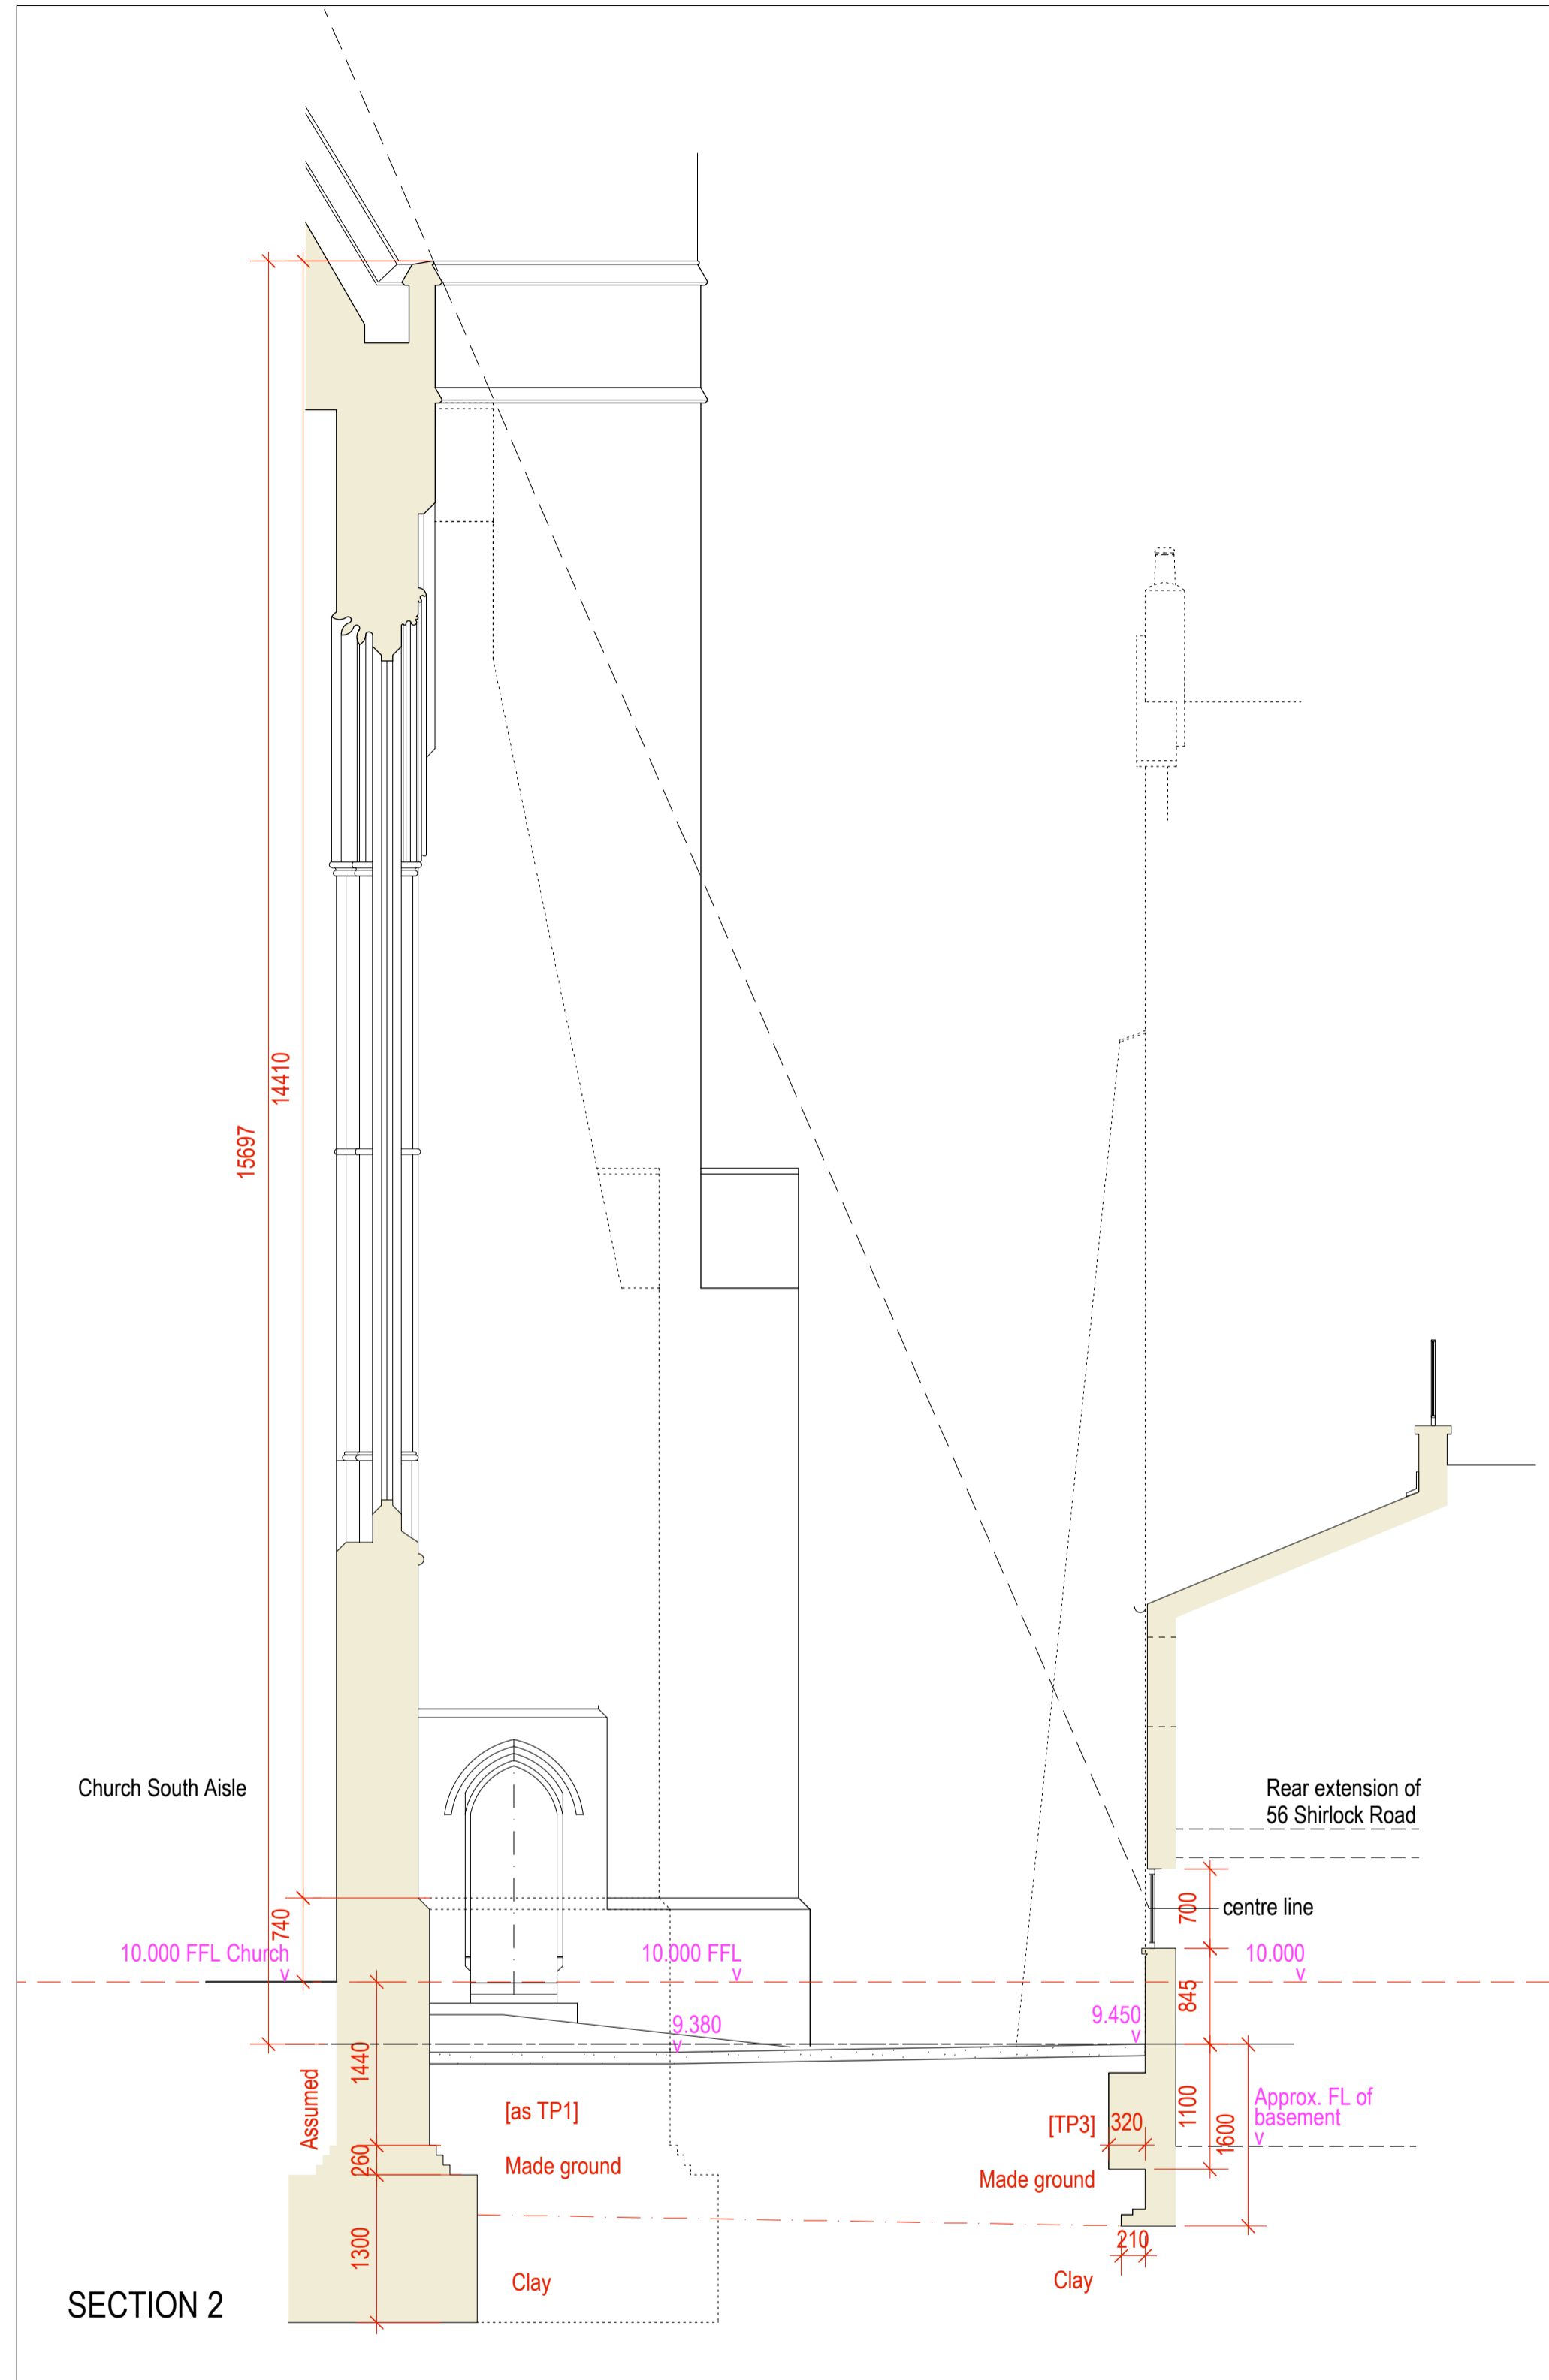 14410
15697
Church South Aisle
Rear extension of
56 Shirlock Road
700
centre line
740
10.000 FFL Church
v
10.000 FFL
v
10.000
v
845
9.380
v
9.450
v
1440
Assumed
[as TP1]
[TP3]
320
1100
1600
Approx. FL of
basement
v
260
Made ground
Made ground
1300
210
Clay
Clay
SECTION 2